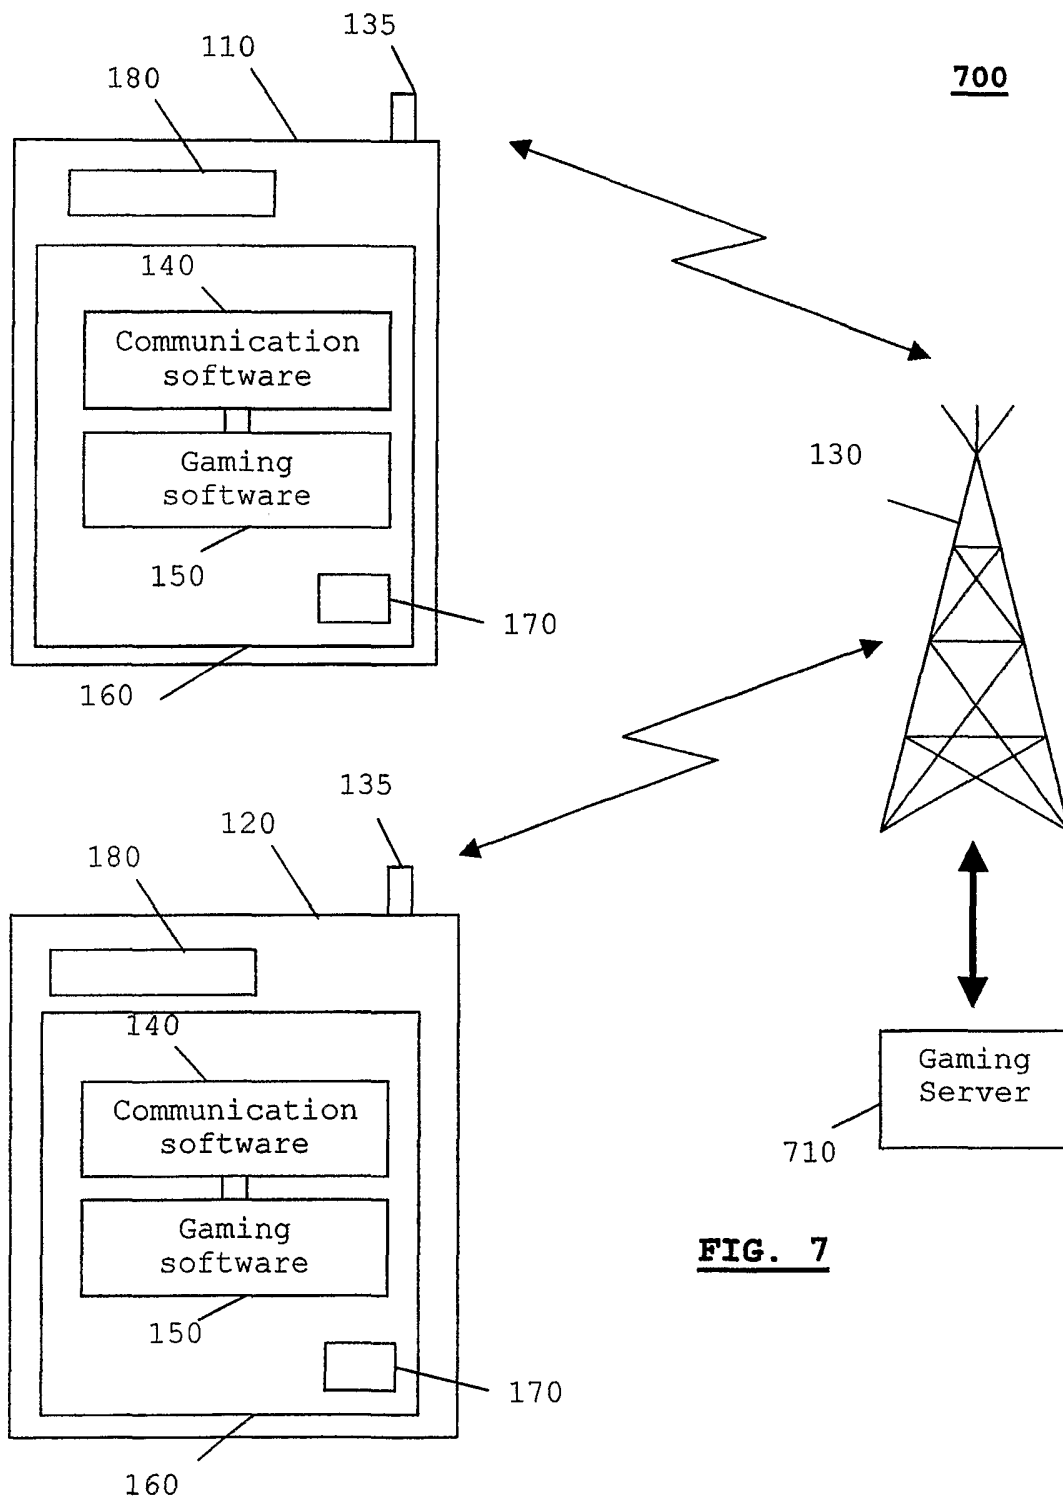 135
110
180
700
140
Communication
software
Gaming
software
150
170
160
130
135
120
180
140
Communication
software
Gaming
software
150
170
160
Gaming
Server
710
FIG. 7